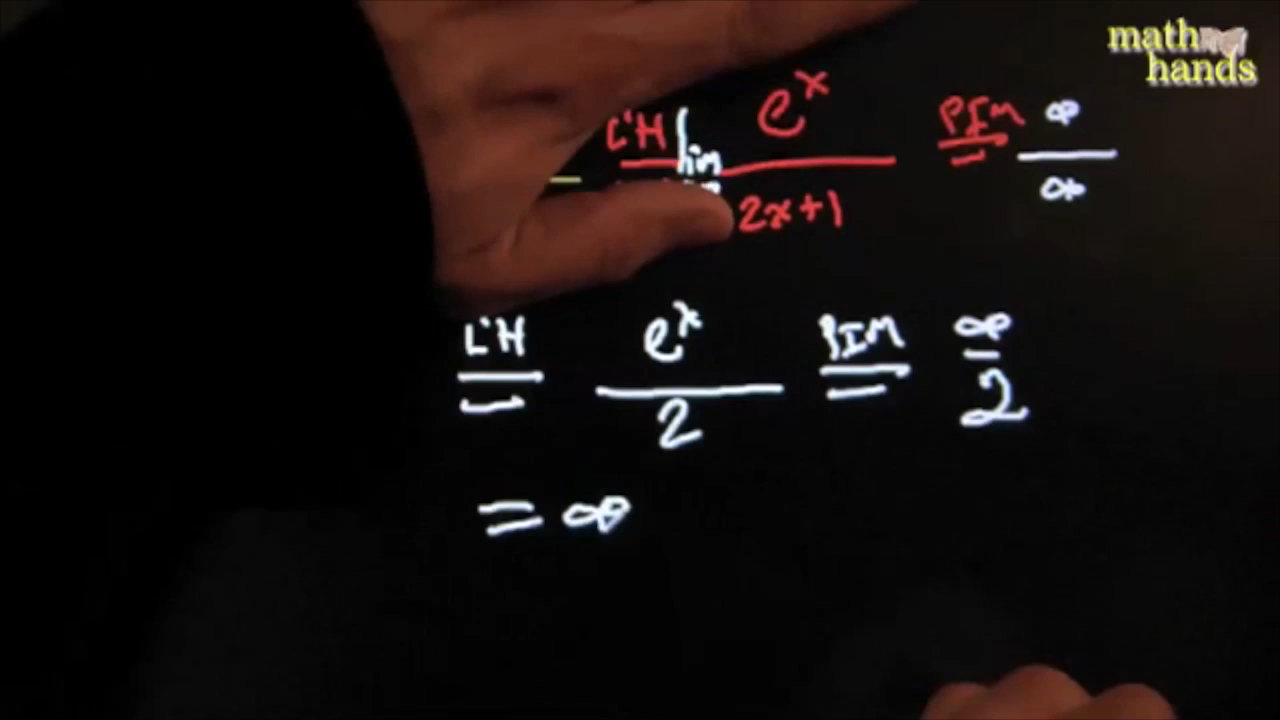 math
hands
L'H lim e^x / 2x+1 PIM = ∞ / ∞
L'H = e^x / 2 PIM = ∞ / 2
= ∞